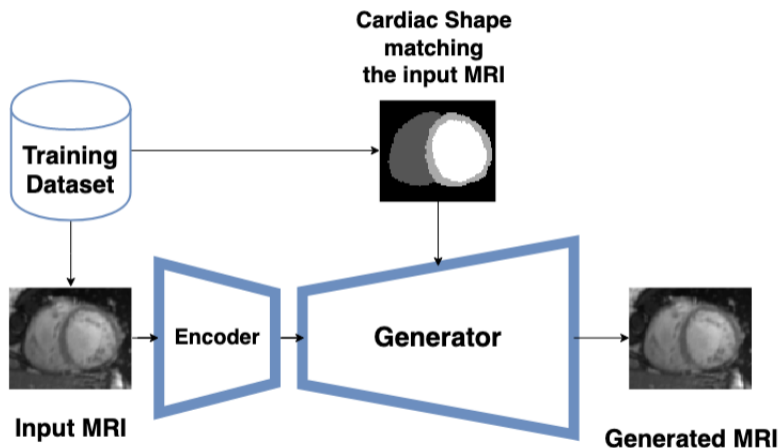 Cardiac Shape
matching
the input MRI
Training
Dataset
Encoder
Generator
Input MRI
Generated MRI